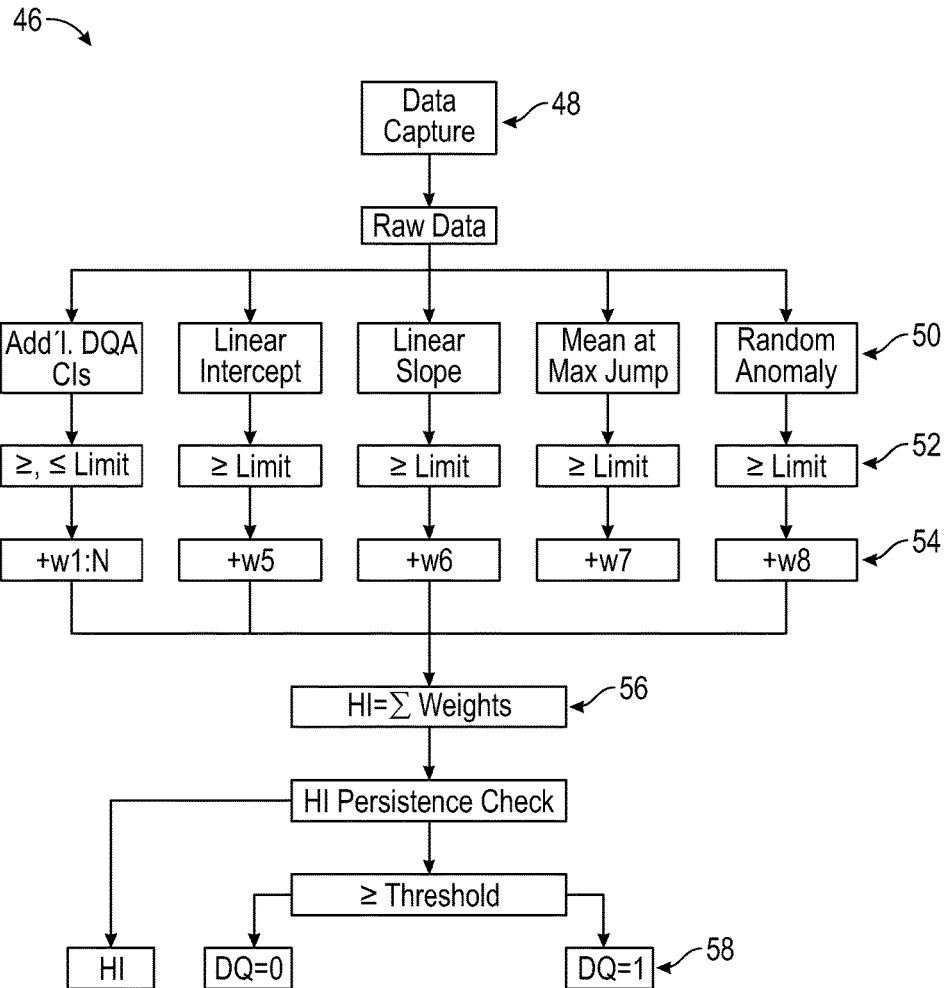 46
Data
Capture
48
Raw Data
Add´l. DQA
CIs
Linear
Intercept
Linear
Slope
Mean at
Max Jump
Random
Anomaly
50
≥, ≤ Limit
≥ Limit
≥ Limit
≥ Limit
≥ Limit
52
+w1:N
+w5
+w6
+w7
+w8
54
HI=∑ Weights
56
HI Persistence Check
≥ Threshold
HI
DQ=0
DQ=1
58